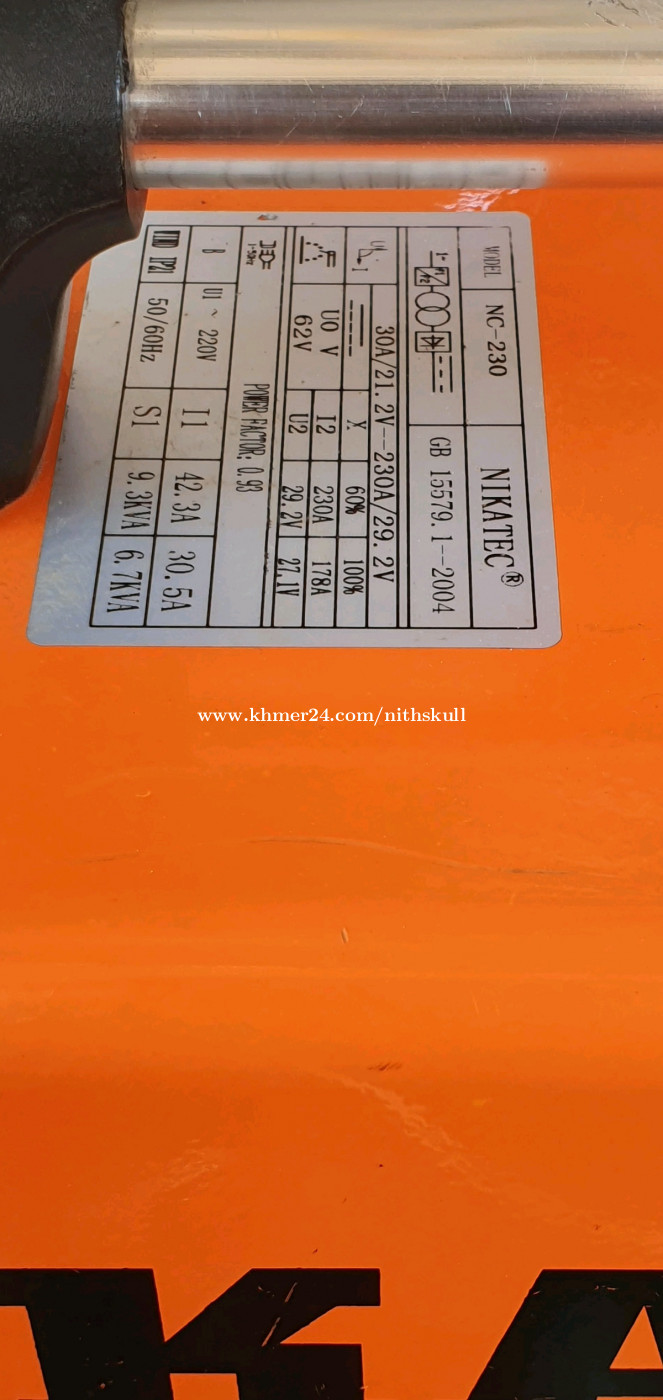 MODEL NC-230 NIKATEC®
GB 15579.1--2004
30A/21.2V--230A/29.2V
X 60% 100%
U0 V I2 230A 178A
62V U2 29.2V 27.1V
POWER FACTOR: 0.93
B U1 ~ 220V I1 42.3A 30.5A
IP21 50/60Hz S1 9.3KVA 6.7KVA
www.khmer24.com/nithskull
KA